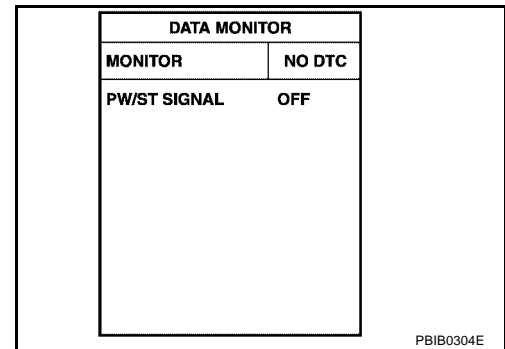 DATA MONITOR
MONITOR NO DTC
PW/ST SIGNAL OFF
PBIB0304E